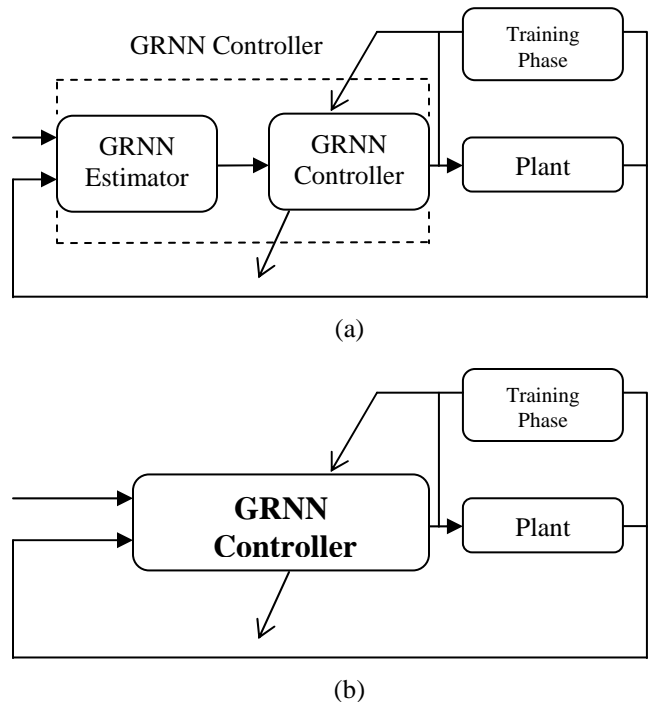 GRNN Controller
Training
Phase
GRNN
Estimator
GRNN
Controller
Plant
(a)
Training
Phase
GRNN
Controller
Plant
(b)